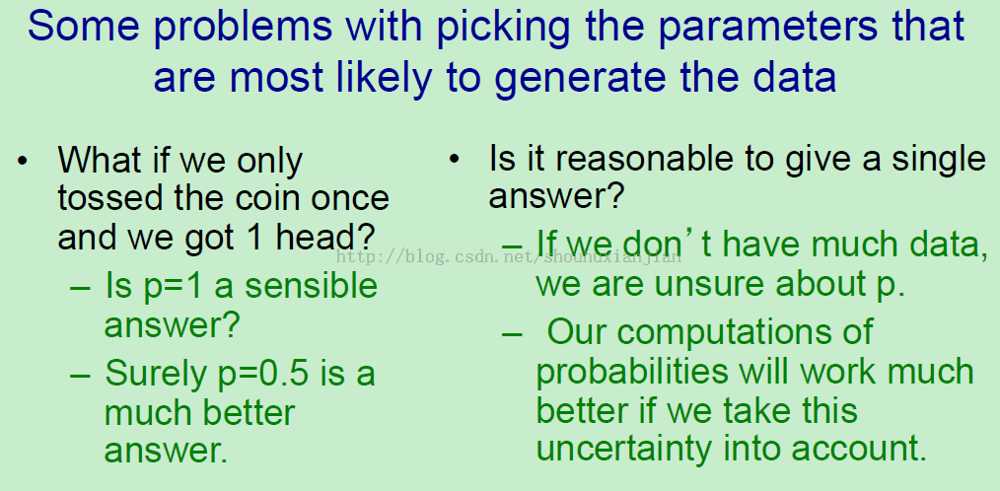 Some problems with picking the parameters that
are most likely to generate the data
• What if we only
tossed the coin once
and we got 1 head?
– Is p=1 a sensible
answer?
– Surely p=0.5 is a
much better
answer.
• Is it reasonable to give a single
answer?
– If we don’t have much data,
we are unsure about p.
– Our computations of
probabilities will work much
better if we take this
uncertainty into account.
http://blog.csdn.net/shouhuxianjian